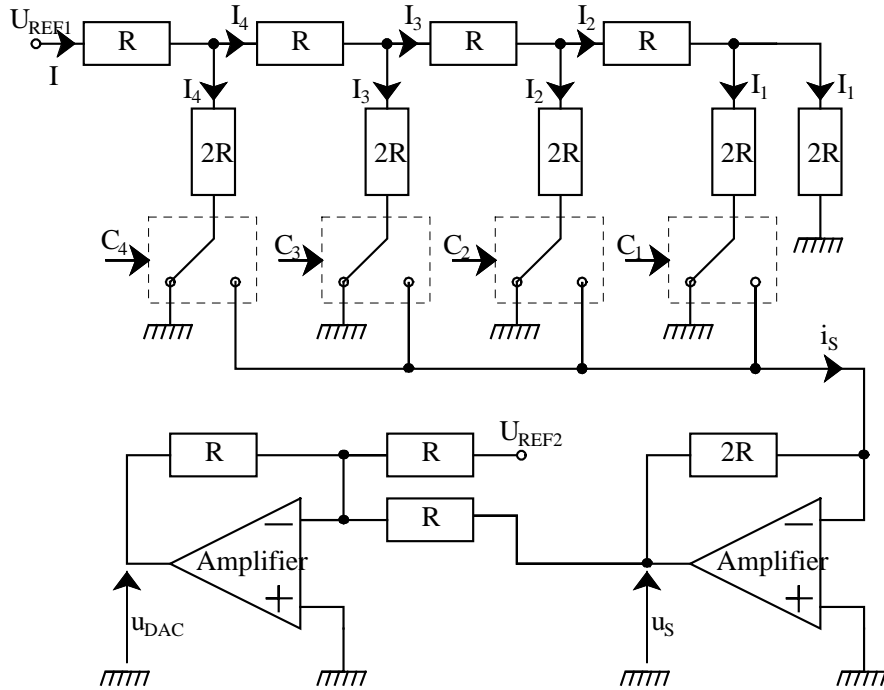 U_REF1 R I_4 R I_3 R I_2 R
I I_4 I_3 I_2 I_1 I_1
2R 2R 2R 2R 2R
C_4 C_3 C_2 C_1
i_S
R R U_REF2 2R
R
− −
Amplifier Amplifier
+ +
u_DAC u_S